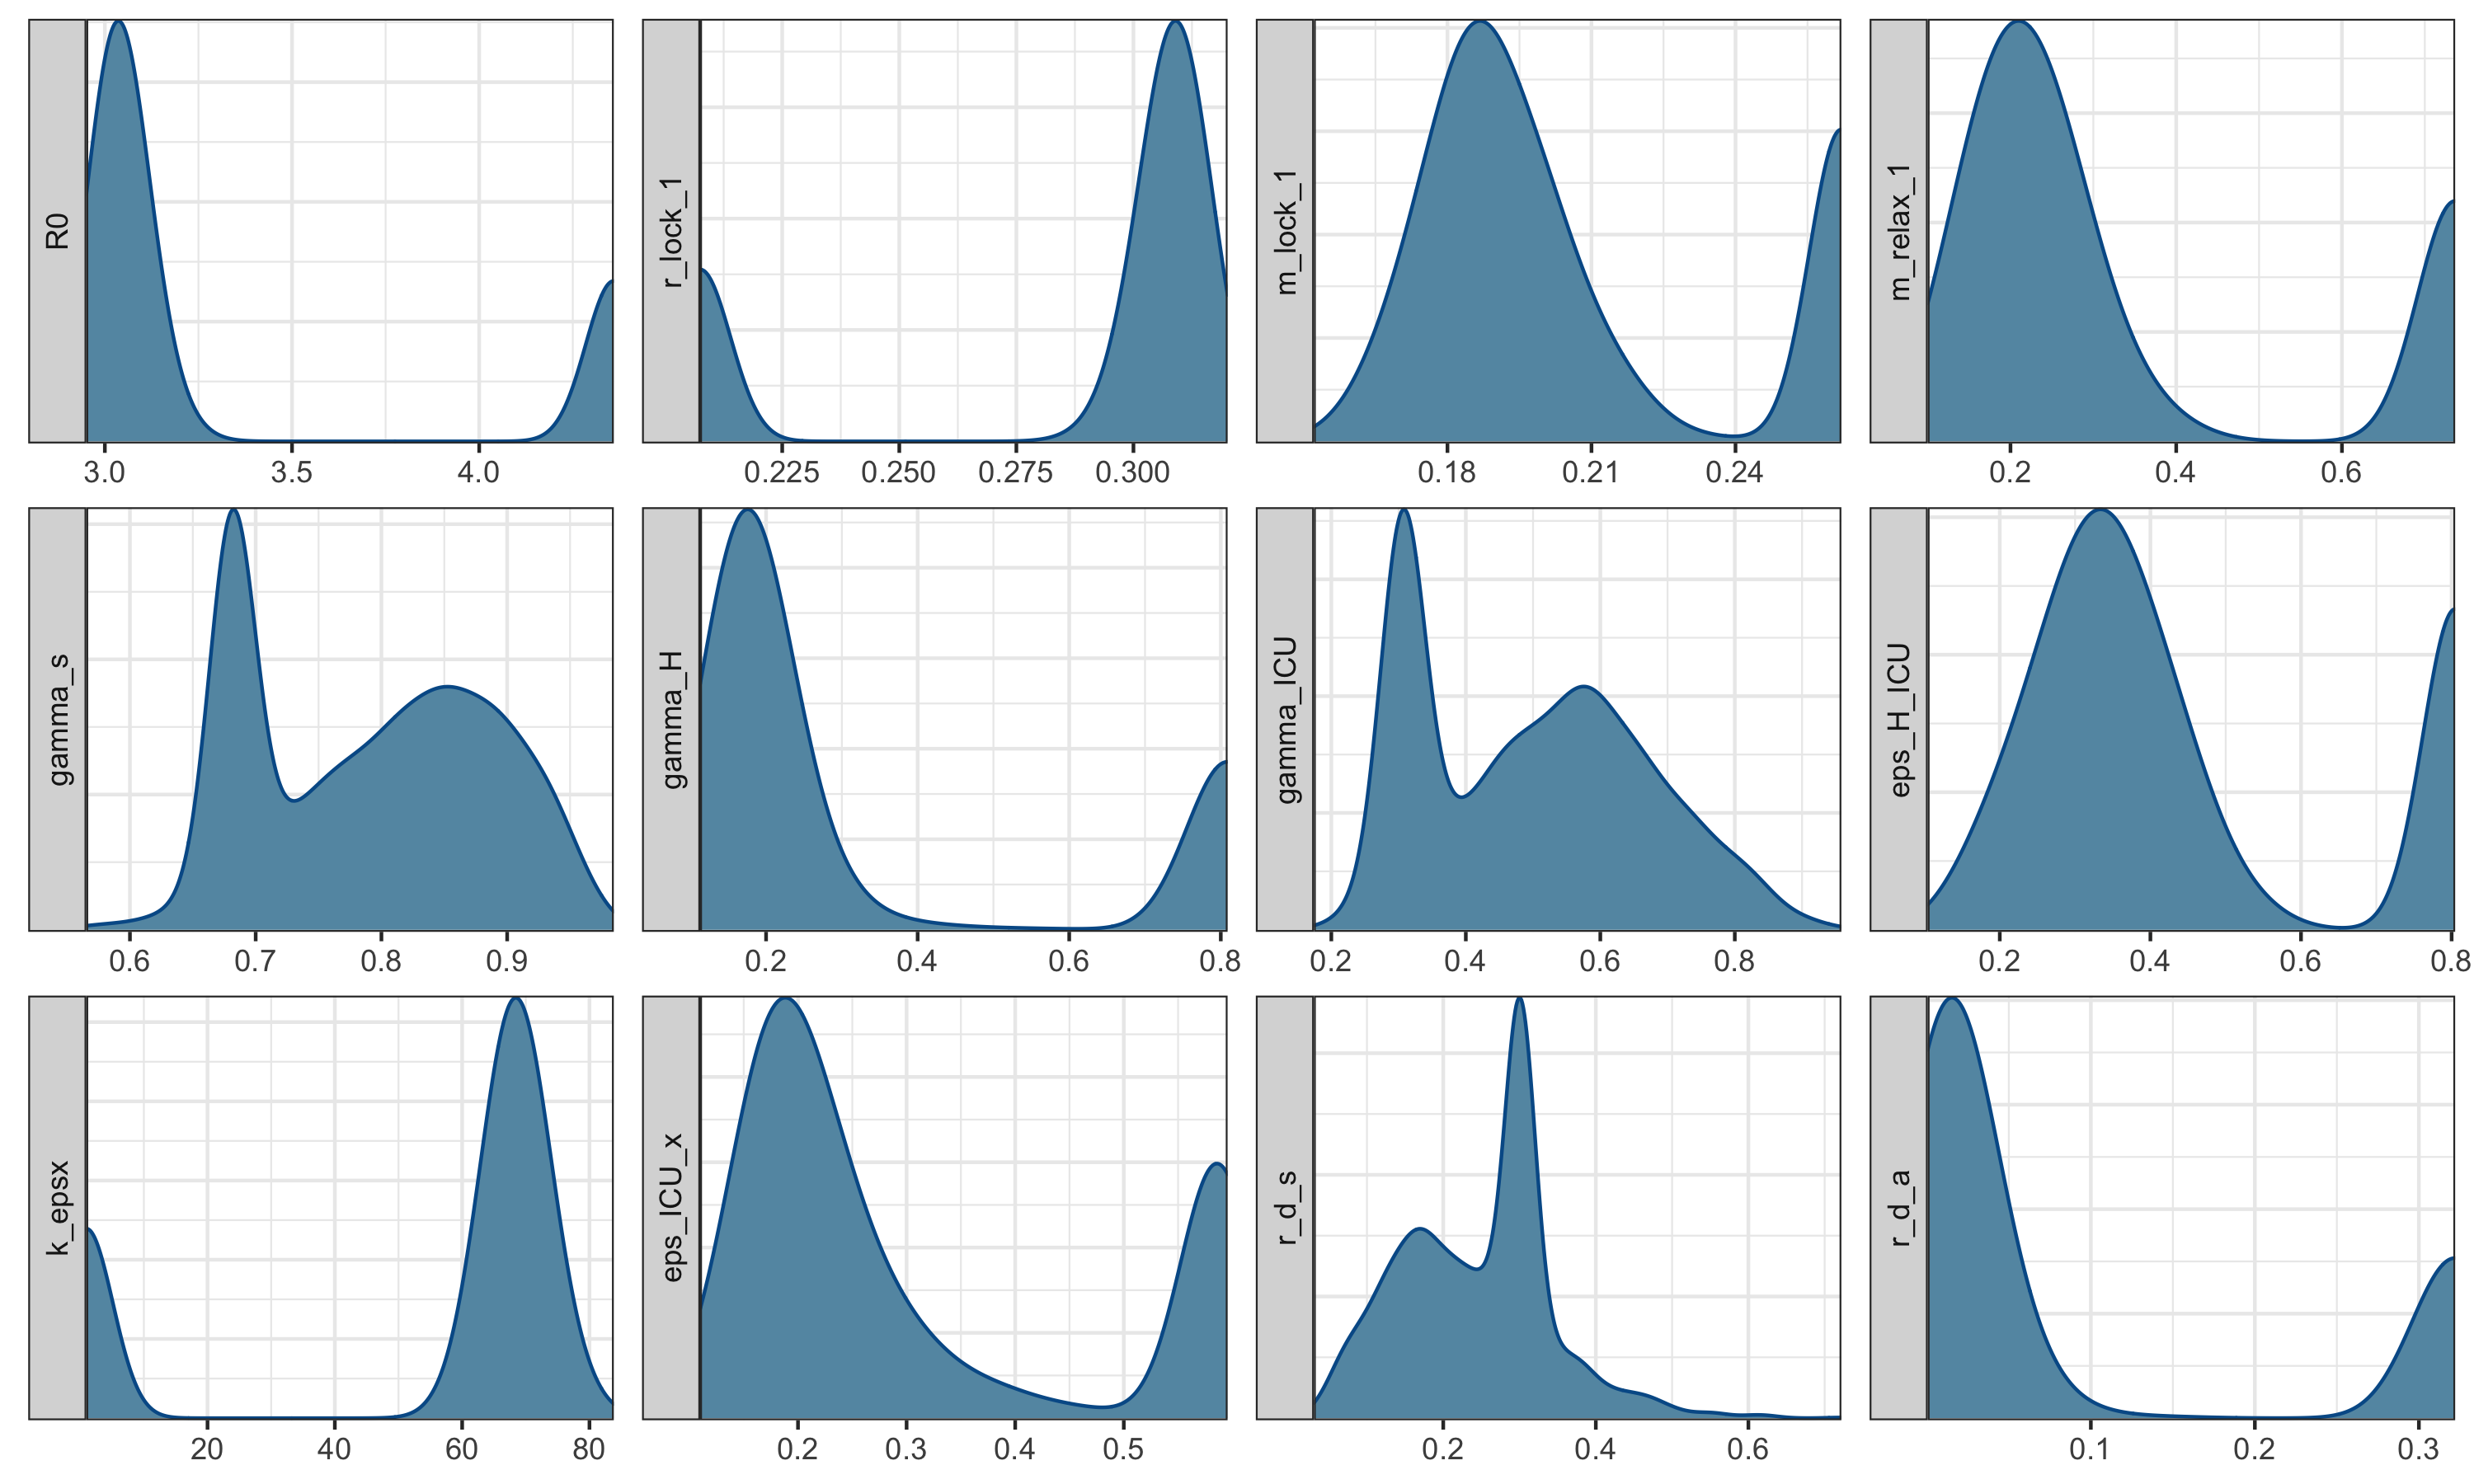 R0
3.0 3.5 4.0
r_lock_1
0.225 0.250 0.275 0.300
m_lock_1
0.18 0.21 0.24
m_relax_1
0.2 0.4 0.6
gamma_s
0.6 0.7 0.8 0.9
gamma_H
0.2 0.4 0.6 0.8
gamma_ICU
0.2 0.4 0.6 0.8
eps_H_ICU
0.2 0.4 0.6 0.8
k_epsx
20 40 60 80
eps_ICU_x
0.2 0.3 0.4 0.5
r_d_s
0.2 0.4 0.6
r_d_a
0.1 0.2 0.3